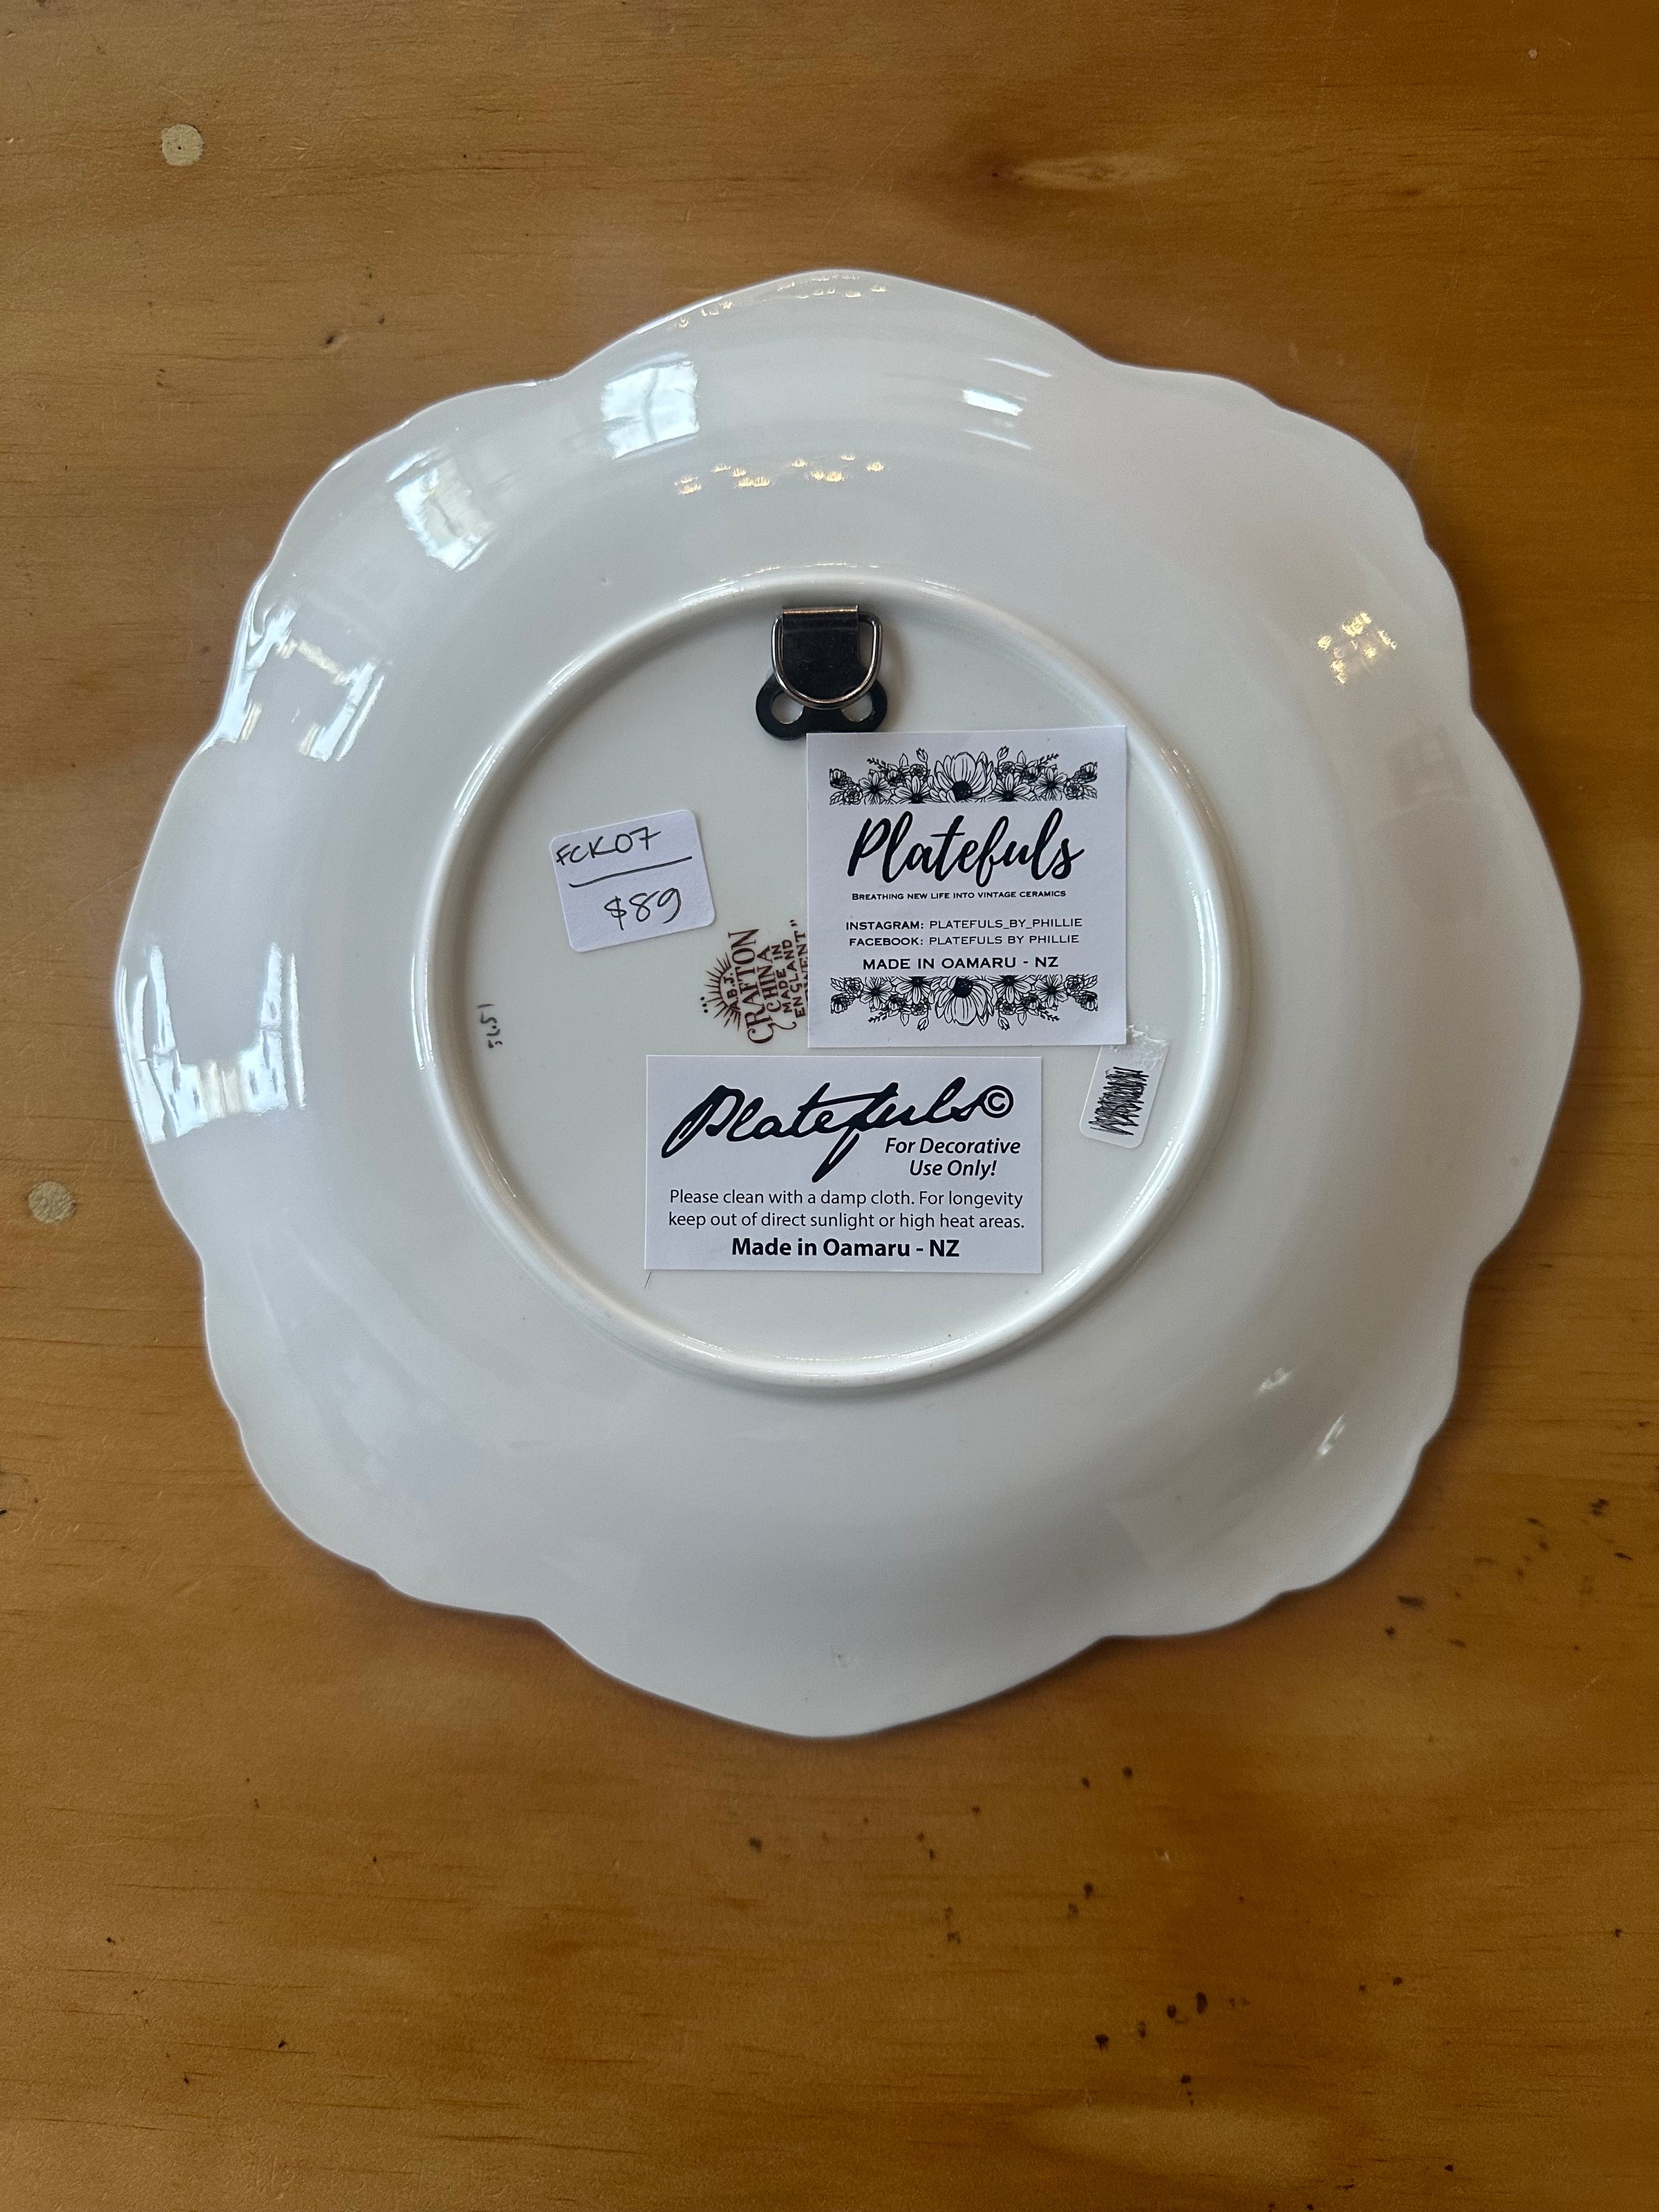 FCK07
$89
Platefuls
BREATHING NEW LIFE INTO VINTAGE CERAMICS
INSTAGRAM: PLATEFULS_BY_PHILLIE
FACEBOOK: PLATEFULS BY PHILLIE
MADE IN OAMARU - NZ
A.B.J.
CRAFTON
CHINA
MADE IN
ENGLAND
Platefuls©
For Decorative
Use Only!
Please clean with a damp cloth. For longevity
keep out of direct sunlight or high heat areas.
Made in Oamaru - NZ